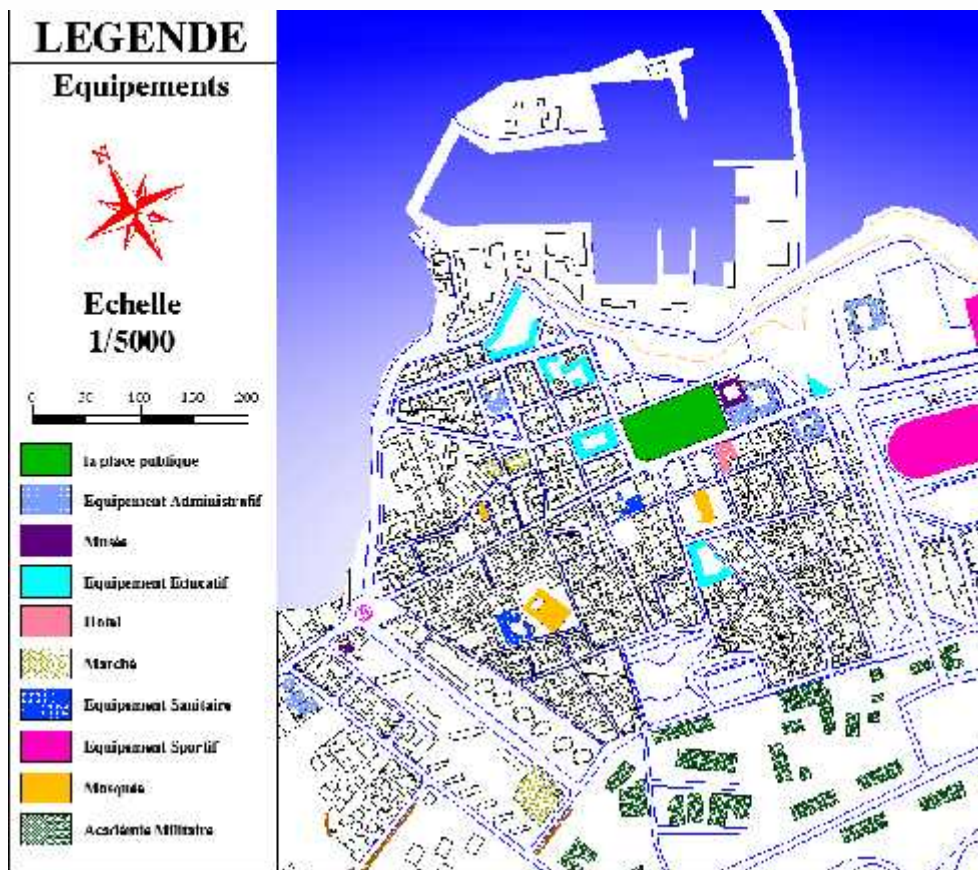 LEGENDE
Equipements
Echelle
1/5000
0 50 100 150 200
la place publique
Equipement Administratif
Musée
Equipement Educatif
Hotel
Marché
Equipement Sanitaire
Equipement Sportif
Mosquée
Académie Militaire